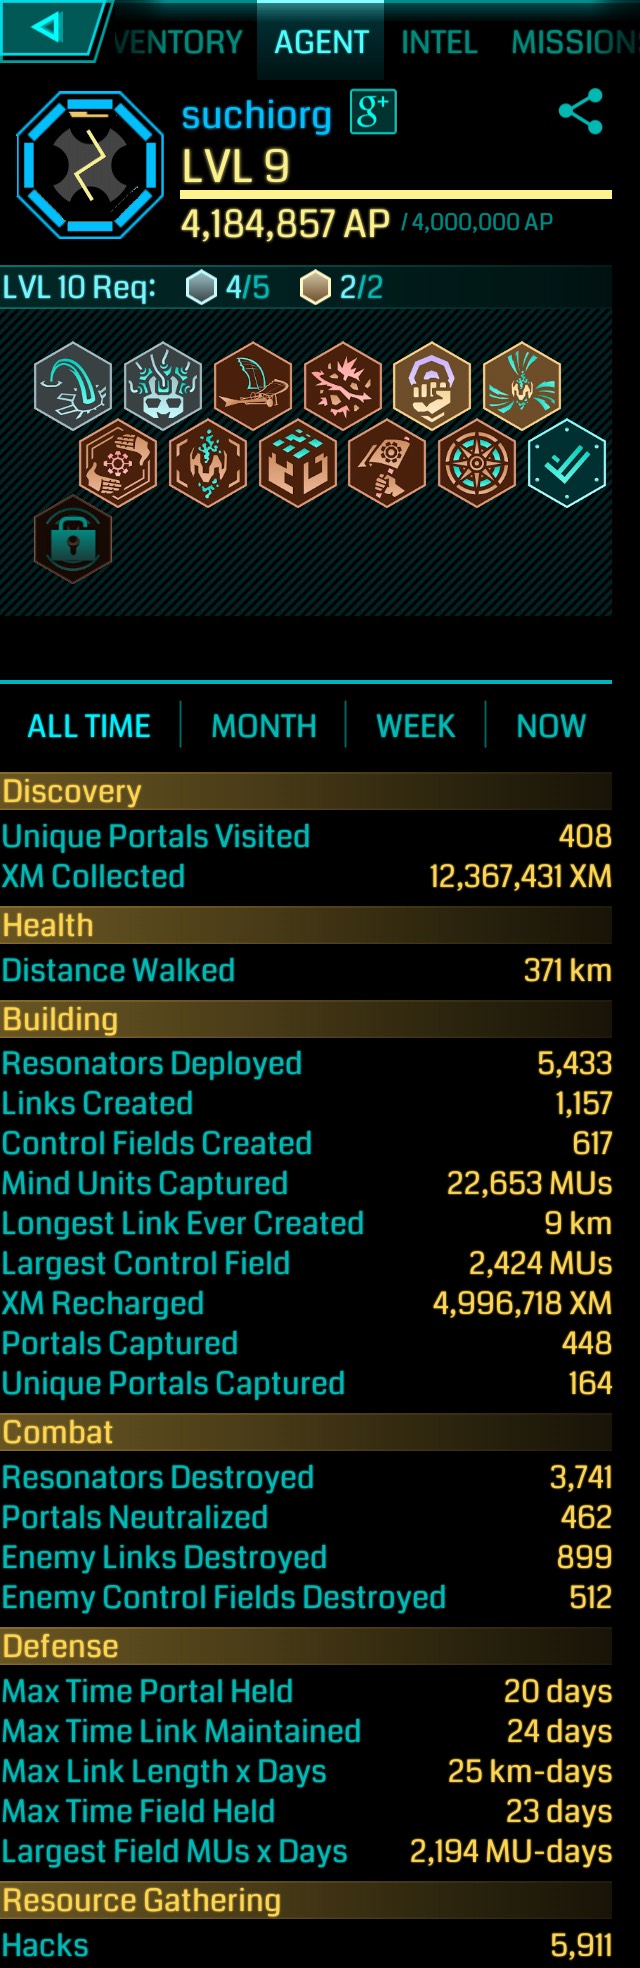 VENTORY AGENT INTEL MISSION
suchiorg g+
LVL 9
4,184,857 AP / 4,000,000 AP
LVL 10 Req: 4/5 2/2
ALL TIME MONTH WEEK NOW
Discovery
Unique Portals Visited 408
XM Collected 12,367,431 XM
Health
Distance Walked 371 km
Building
Resonators Deployed 5,433
Links Created 1,157
Control Fields Created 617
Mind Units Captured 22,653 MUs
Longest Link Ever Created 9 km
Largest Control Field 2,424 MUs
XM Recharged 4,996,718 XM
Portals Captured 448
Unique Portals Captured 164
Combat
Resonators Destroyed 3,741
Portals Neutralized 462
Enemy Links Destroyed 899
Enemy Control Fields Destroyed 512
Defense
Max Time Portal Held 20 days
Max Time Link Maintained 24 days
Max Link Length x Days 25 km-days
Max Time Field Held 23 days
Largest Field MUs x Days 2,194 MU-days
Resource Gathering
Hacks 5,911